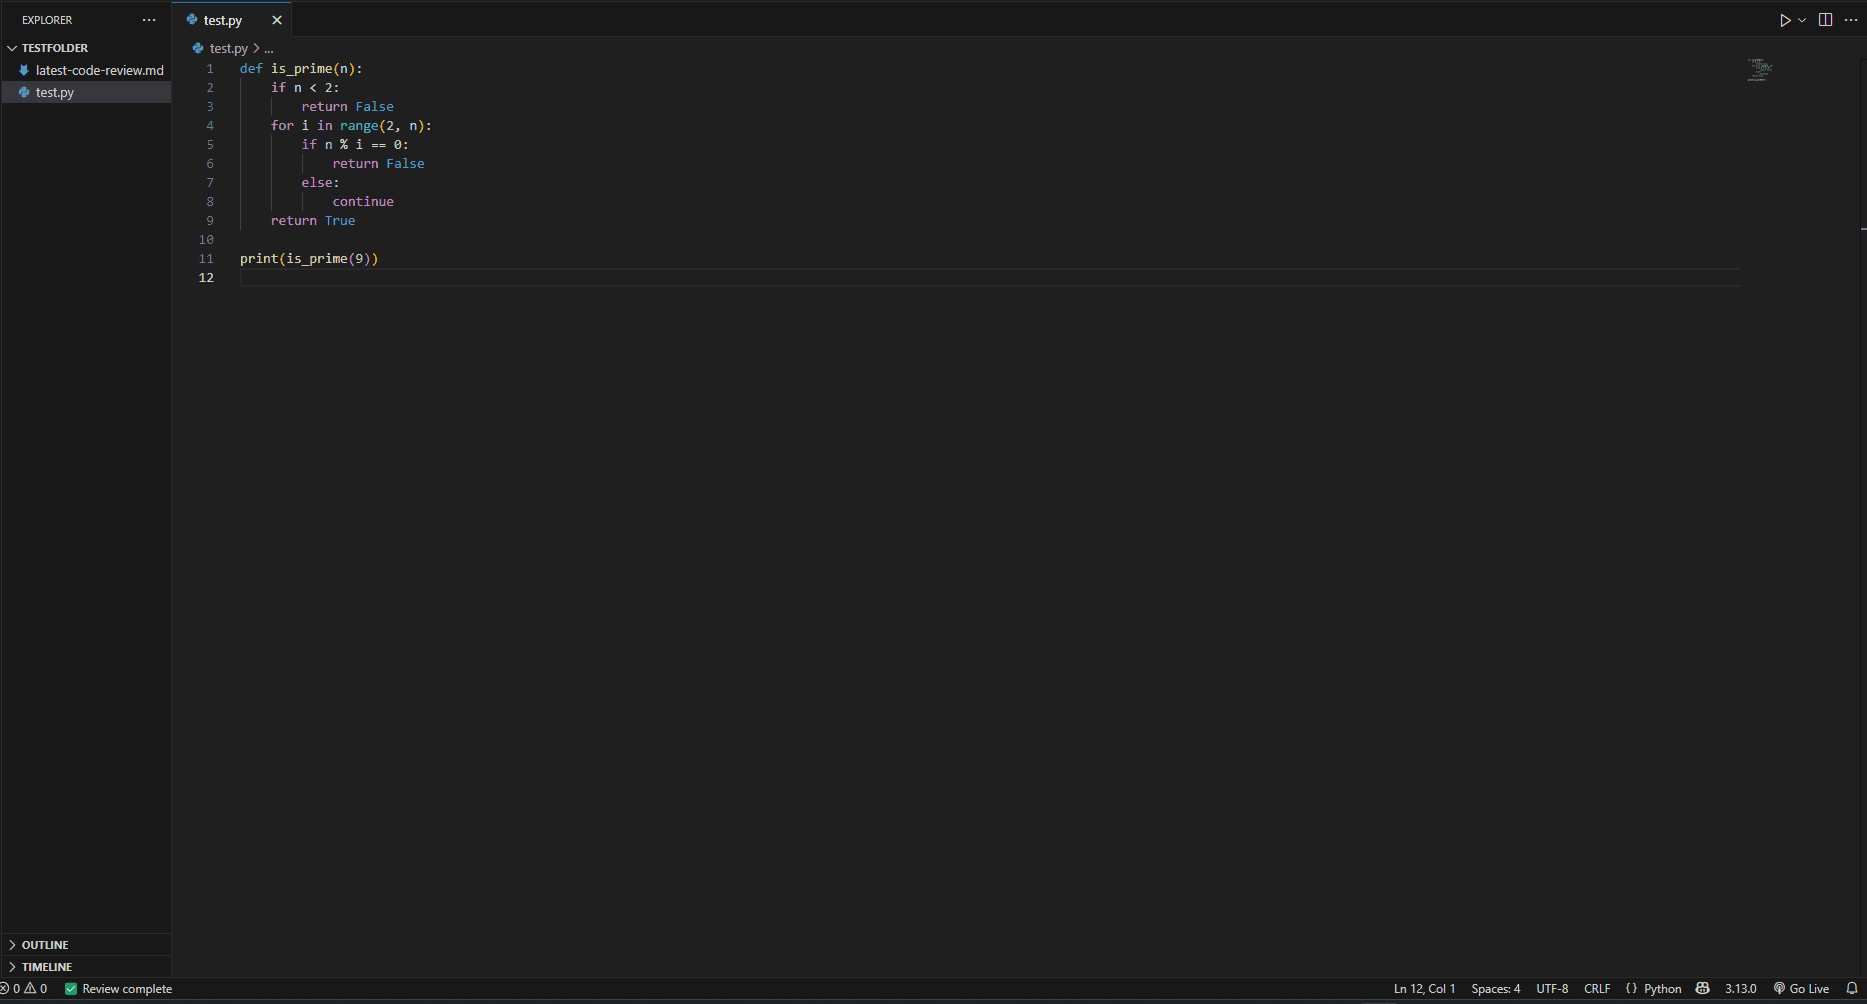 EXPLORER ...
TESTFOLDER
latest-code-review.md
test.py
test.py
test.py > ...
1 def is_prime(n):
2     if n < 2:
3         return False
4     for i in range(2, n):
5         if n % i == 0:
6             return False
7         else:
8             continue
9     return True
10
11 print(is_prime(9))
12
OUTLINE
TIMELINE
0 0 Review complete Ln 12, Col 1 Spaces: 4 UTF-8 CRLF {} Python 3.13.0 Go Live